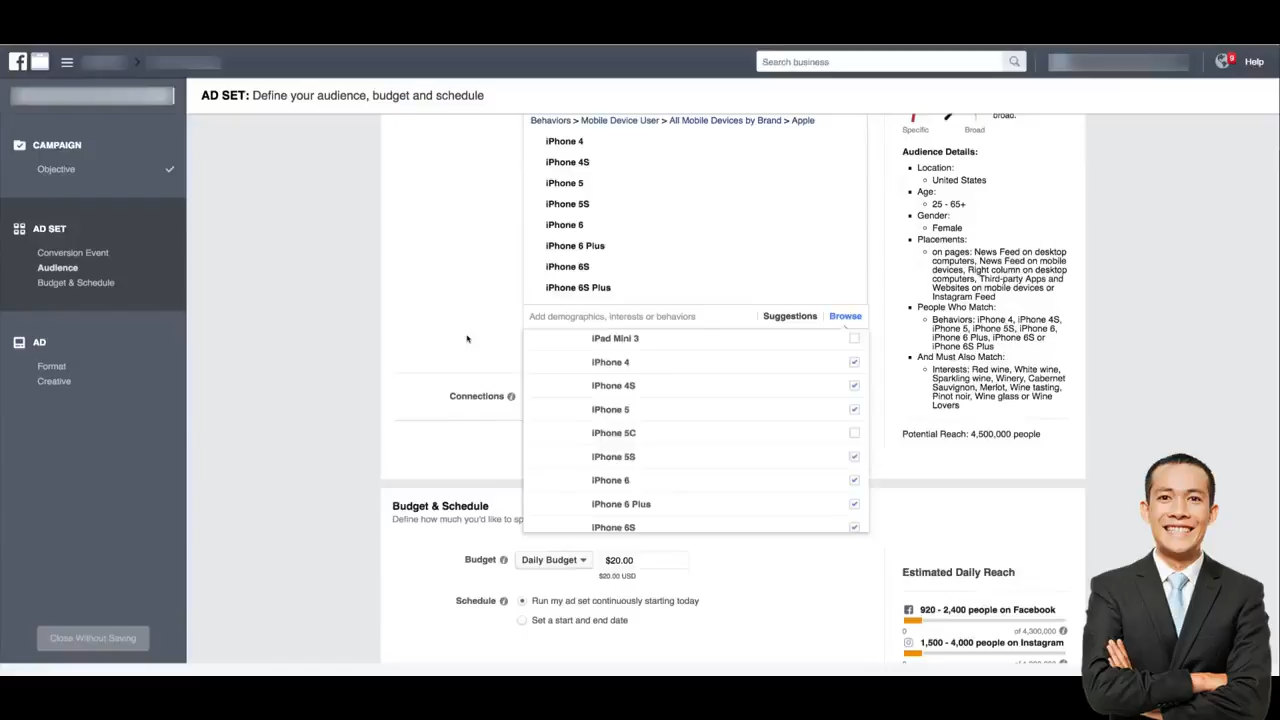 Search business
9
Help
AD SET: Define your audience, budget and schedule
CAMPAIGN
Objective
AD SET
Conversion Event
Audience
Budget & Schedule
AD
Format
Creative
Close Without Saving
Behaviors > Mobile Device User > All Mobile Devices by Brand > Apple
iPhone 4
iPhone 4S
iPhone 5
iPhone 5S
iPhone 6
iPhone 6 Plus
iPhone 6S
iPhone 6S Plus
Add demographics, interests or behaviors
Suggestions
Browse
iPad Mini 3
iPhone 4
iPhone 4S
iPhone 5
iPhone 5C
iPhone 5S
iPhone 6
iPhone 6 Plus
iPhone 6S
Connections
Budget & Schedule
Define how much you'd like to sp
Budget
Daily Budget
$20.00
$20.00 USD
Schedule
Run my ad set continuously starting today
Set a start and end date
broad.
Specific
Broad
Audience Details:
Location:
United States
Age:
25 - 65+
Gender:
Female
Placements:
on pages: News Feed on desktop
computers, News Feed on mobile
devices, Right column on desktop
computers, Third-party Apps and
Websites on mobile devices or
Instagram Feed
People Who Match:
Behaviors: iPhone 4, iPhone 4S,
iPhone 5, iPhone 5S, iPhone 6,
iPhone 6 Plus, iPhone 6S or
iPhone 6S Plus
And Must Also Match:
Interests: Red wine, White wine,
Sparkling wine, Winery, Cabernet
Sauvignon, Merlot, Wine tasting,
Pinot noir, Wine glass or Wine
Lovers
Potential Reach: 4,500,000 people
Estimated Daily Reach
920 - 2,400 people on Facebook
0
of 4,300,000
1,500 - 4,000 people on Instagram